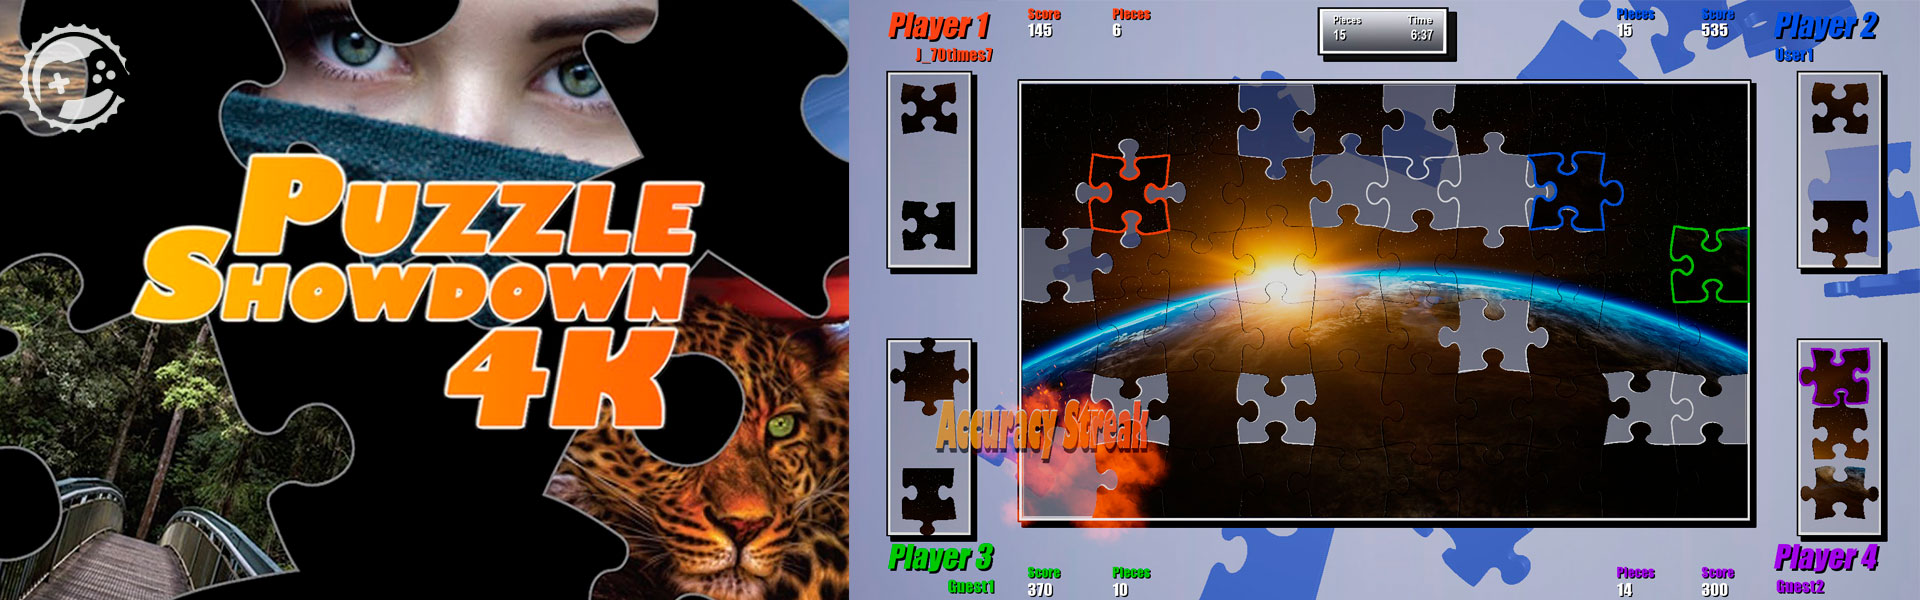 PUZZLE
SHOWDOWN
4K
Player 1
J_70times7
Score
145
Pieces
6
Pieces Time
15 6:37
Pieces
15
Score
535
Player 2
User1
Accuracy Streak
Player 3
Guest1
Score
370
Pieces
10
Pieces
14
Score
300
Player 4
Guest2